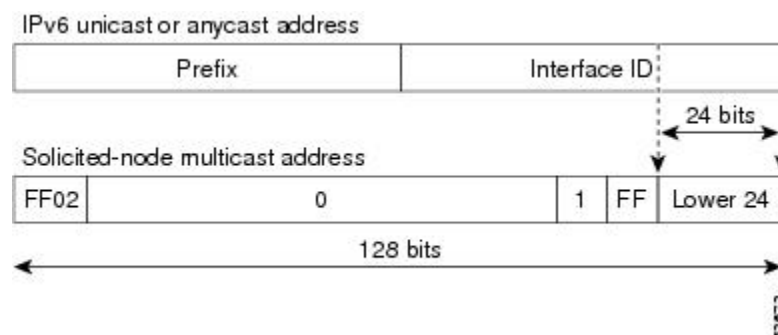 IPv6 unicast or anycast address
Prefix Interface ID
24 bits
Solicited-node multicast address
FF02 0 1 FF Lower 24
128 bits